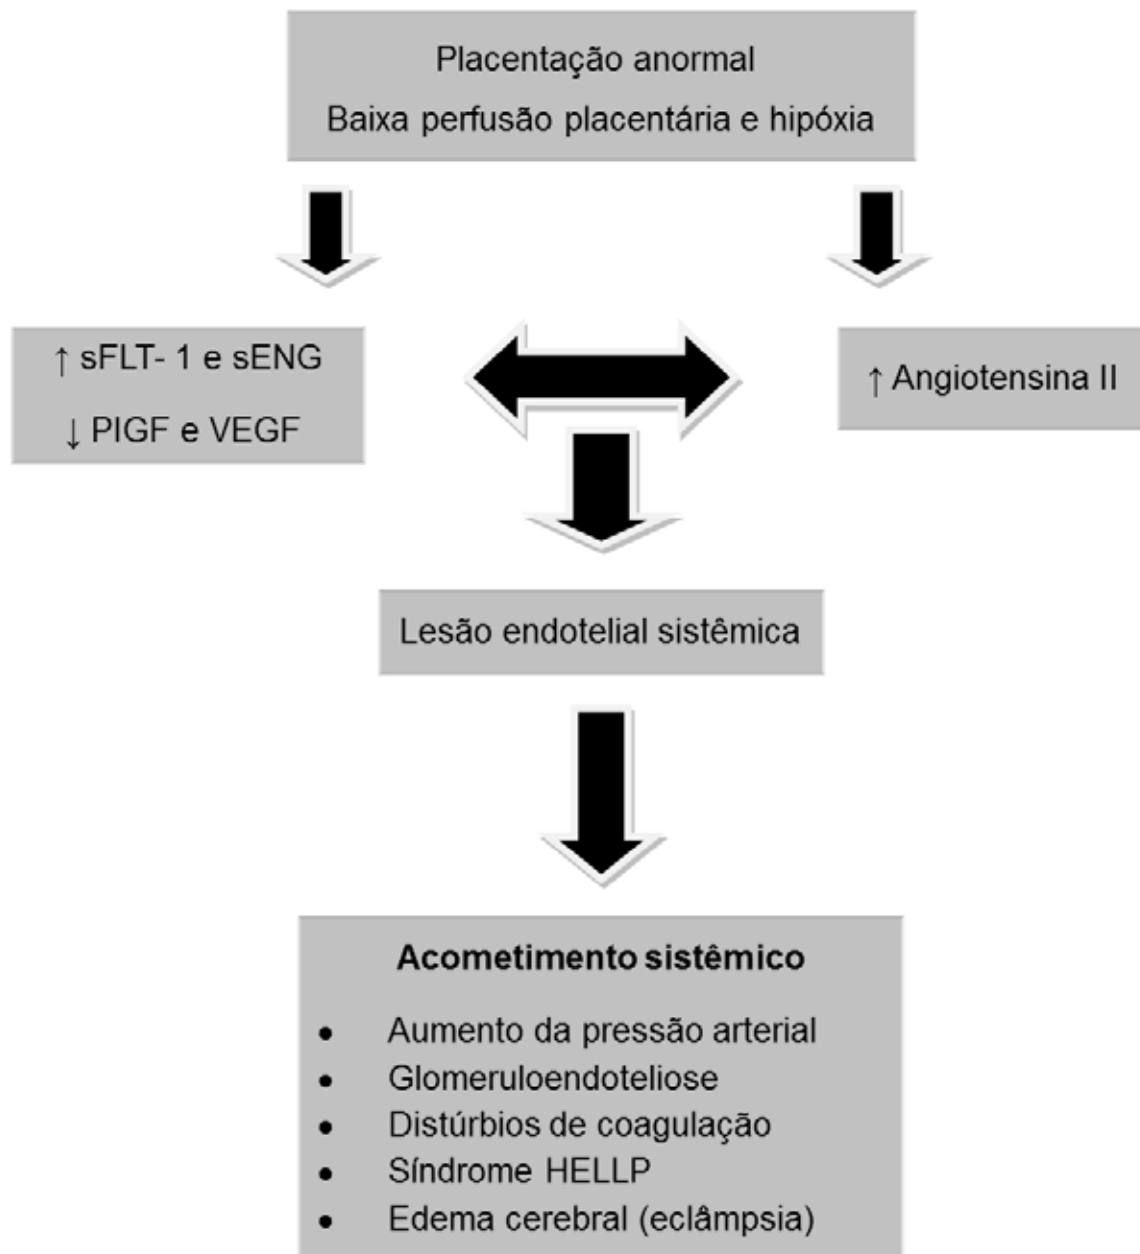 Placentação anormal
Baixa perfusão placentária e hipóxia
↑ sFLT- 1 e sENG
↓ PIGF e VEGF
↑ Angiotensina II
Lesão endotelial sistêmica
Acometimento sistêmico
• Aumento da pressão arterial
• Glomeruloendoteliose
• Distúrbios de coagulação
• Síndrome HELLP
• Edema cerebral (eclâmpsia)